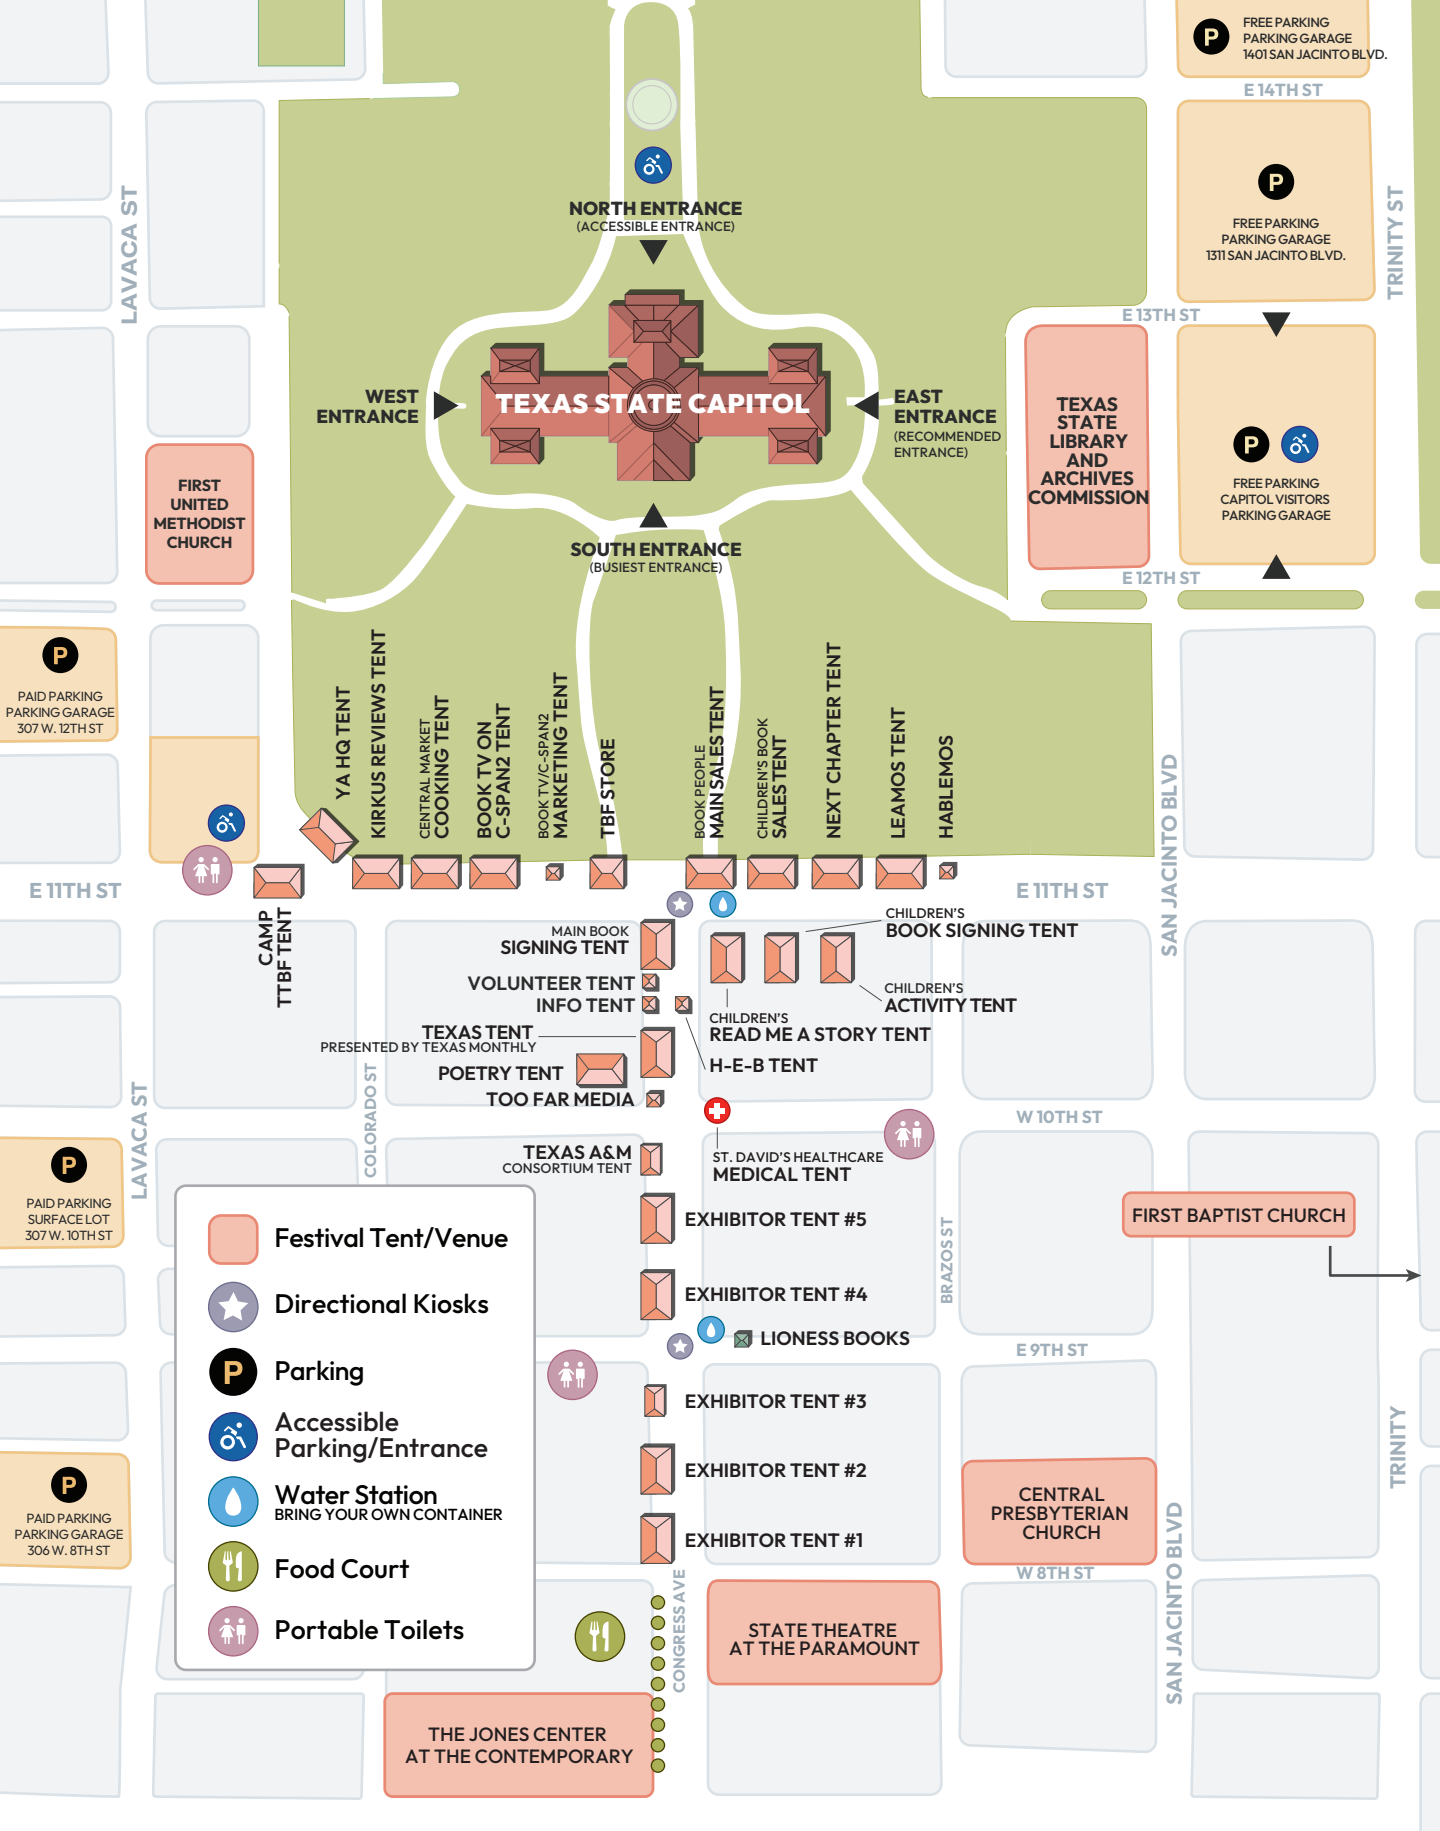 P
FREE PARKING
PARKING GARAGE
1401 SAN JACINTO BLVD.
E 14TH ST
LAVACA ST
TRINITY ST
P
FREE PARKING
PARKING GARAGE
1311 SAN JACINTO BLVD.
NORTH ENTRANCE
(ACCESSIBLE ENTRANCE)
E 13TH ST
WEST
ENTRANCE
TEXAS STATE CAPITOL
EAST
ENTRANCE
(RECOMMENDED
ENTRANCE)
TEXAS
STATE
LIBRARY
AND
ARCHIVES
COMMISSION
P
FREE PARKING
CAPITOL VISITORS
PARKING GARAGE
FIRST
UNITED
METHODIST
CHURCH
SOUTH ENTRANCE
(BUSIEST ENTRANCE)
E 12TH ST
P
PAID PARKING
PARKING GARAGE
307 W. 12TH ST
YA HQ TENT
KIRKUS REVIEWS TENT
CENTRAL MARKET
COOKING TENT
BOOK TV ON
C-SPAN2 TENT
BOOK TV/C-SPAN2
MARKETING TENT
TBF STORE
BOOK PEOPLE
MAIN SALES TENT
CHILDREN'S BOOK
SALES TENT
NEXT CHAPTER TENT
LEAMOS TENT
HABLEMOS
SAN JACINTO BLVD
E 11TH ST
E 11TH ST
CAMP
TTBF TENT
MAIN BOOK
SIGNING TENT
VOLUNTEER TENT
INFO TENT
TEXAS TENT
PRESENTED BY TEXAS MONTHLY
POETRY TENT
TOO FAR MEDIA
CHILDREN'S
BOOK SIGNING TENT
CHILDREN'S
ACTIVITY TENT
CHILDREN'S
READ ME A STORY TENT
H-E-B TENT
COLORADO ST
LAVACA ST
W 10TH ST
TEXAS A&M
CONSORTIUM TENT
ST. DAVID'S HEALTHCARE
MEDICAL TENT
P
PAID PARKING
SURFACE LOT
307 W. 10TH ST
EXHIBITOR TENT #5
BRAZOS ST
FIRST BAPTIST CHURCH
EXHIBITOR TENT #4
LIONESS BOOKS
E 9TH ST
EXHIBITOR TENT #3
EXHIBITOR TENT #2
EXHIBITOR TENT #1
TRINITY
CENTRAL
PRESBYTERIAN
CHURCH
W 8TH ST
SAN JACINTO BLVD
P
PAID PARKING
PARKING GARAGE
306 W. 8TH ST
Festival Tent/Venue
Directional Kiosks
P
Parking
Accessible
Parking/Entrance
Water Station
BRING YOUR OWN CONTAINER
Food Court
Portable Toilets
CONGRESS AVE
STATE THEATRE
AT THE PARAMOUNT
THE JONES CENTER
AT THE CONTEMPORARY